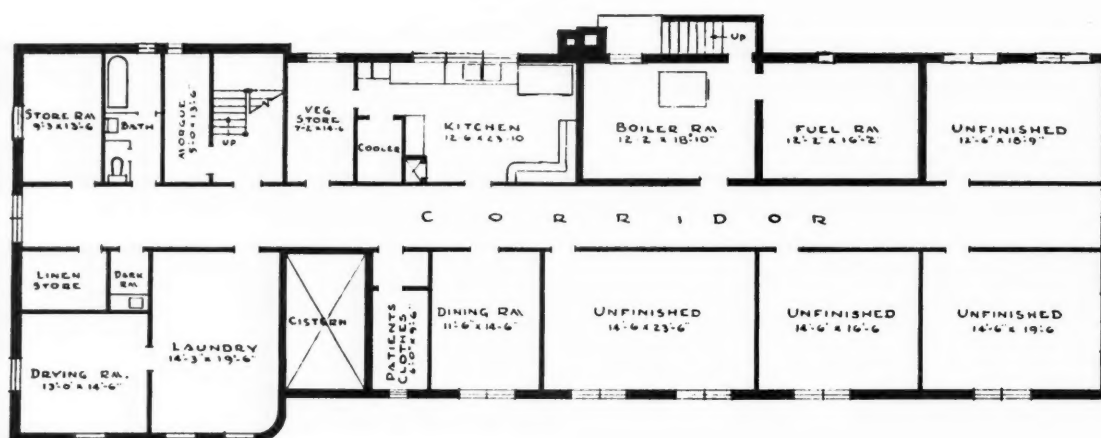 UP
STORE RM
9'-3 X 13'-6
BATH
MORGUE
5'-0 X 13'-6"
UP
VEG
STORE
7-2 X 14-6
COOLER
KITCHEN
12'-6 X 23-10
BOILER RM
12'-2 X 18'-10"
FUEL RM
12'-2" X 16'-2"
UNFINISHED
12'-6" X 18'-9"
CORRIDOR
LINEN
STORE
DARK
RM
DRYING RM.
13'-0" X 14'-6"
LAUNDRY
14'-3" X 19'-6"
CISTERN
PATIENTS
CLOTHES
DINING RM
11'-6" X 14'-6"
UNFINISHED
14'-6 X 23'-6"
UNFINISHED
14'-6" X 16'-6
UNFINISHED
14'-6" X 19'-6